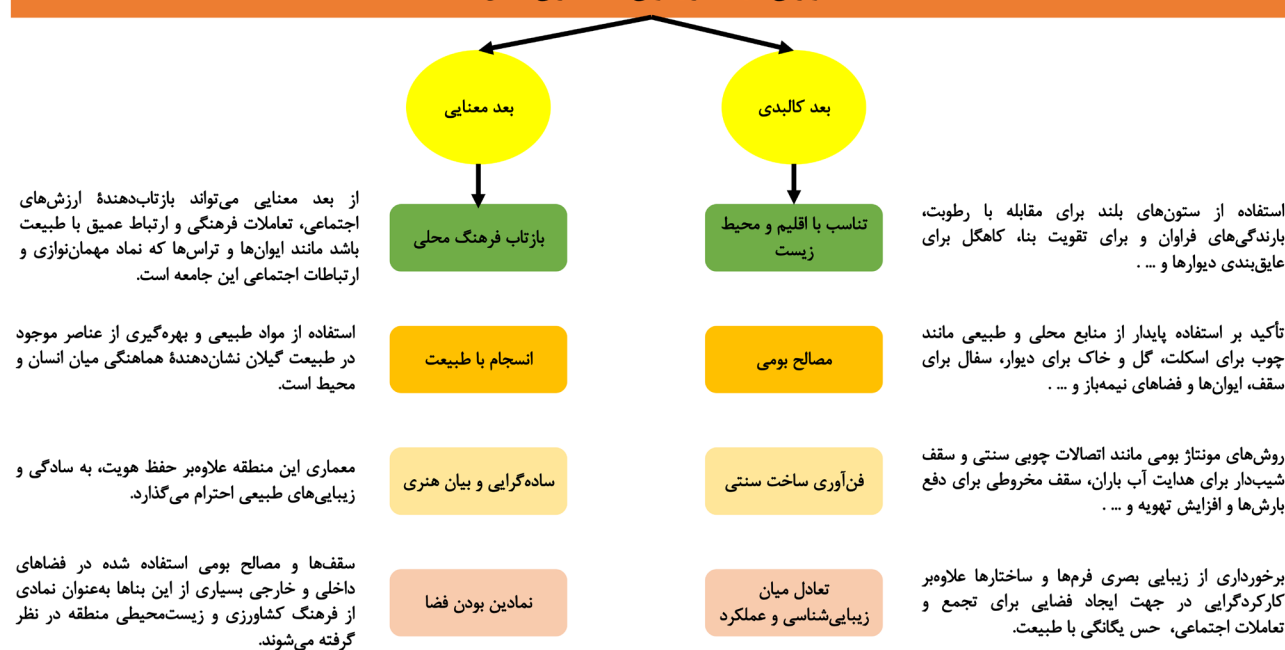 بعد کالبدی
بعد معنایی
تناسب با اقلیم و محیط
زیست
استفاده از ستون‌های بلند برای مقابله با رطوبت،
بارندگی‌های فراوان و برای تقویت بنا، کاهگل برای
عایق‌بندی دیوارها و ... .
مصالح بومی
تأکید بر استفاده پایدار از منابع محلی و طبیعی مانند
چوب برای اسکلت، گل و خاک برای دیوار، سفال برای
سقف، ایوان‌ها و فضاهای نیمه‌باز و ... .
فن‌آوری ساخت سنتی
روش‌های مونتاژ بومی مانند اتصالات چوبی سنتی و سقف
شیب‌دار برای هدایت آب باران، سقف مخروطی برای دفع
بارش‌ها و افزایش تهویه و ... .
تعادل میان
زیبایی‌شناسی و عملکرد
برخورداری از زیبایی بصری فرم‌ها و ساختارها علاوه‌بر
کارکردگرایی در جهت ایجاد فضایی برای تجمع و
تعاملات اجتماعی، حس یگانگی با طبیعت.
بازتاب فرهنگ محلی
از بعد معنایی می‌تواند بازتاب‌دهندهٔ ارزش‌های
اجتماعی، تعاملات فرهنگی و ارتباط عمیق با طبیعت
باشد مانند ایوان‌ها و تراس‌ها که نماد مهمان‌نوازی و
ارتباطات اجتماعی این جامعه است.
انسجام با طبیعت
استفاده از مواد طبیعی و بهره‌گیری از عناصر موجود
در طبیعت گیلان نشان‌دهندهٔ هماهنگی میان انسان و
محیط است.
ساده‌گرایی و بیان هنری
معماری این منطقه علاوه‌بر حفظ هویت، به سادگی و
زیبایی‌های طبیعی احترام می‌گذارد.
نمادین بودن فضا
سقف‌ها و مصالح بومی استفاده شده در فضاهای
داخلی و خارجی بسیاری از این بناها به‌عنوان نمادی
از فرهنگ کشاورزی و زیست‌محیطی منطقه در نظر
گرفته می‌شوند.